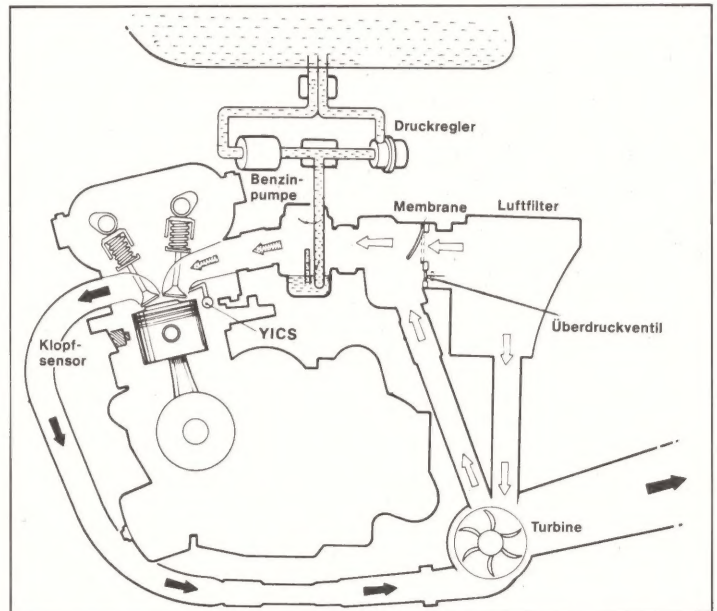 Druckregler
Benzin-
pumpe
Membrane
Luftfilter
Überdruckventil
Klopf-
sensor
YICS
Turbine